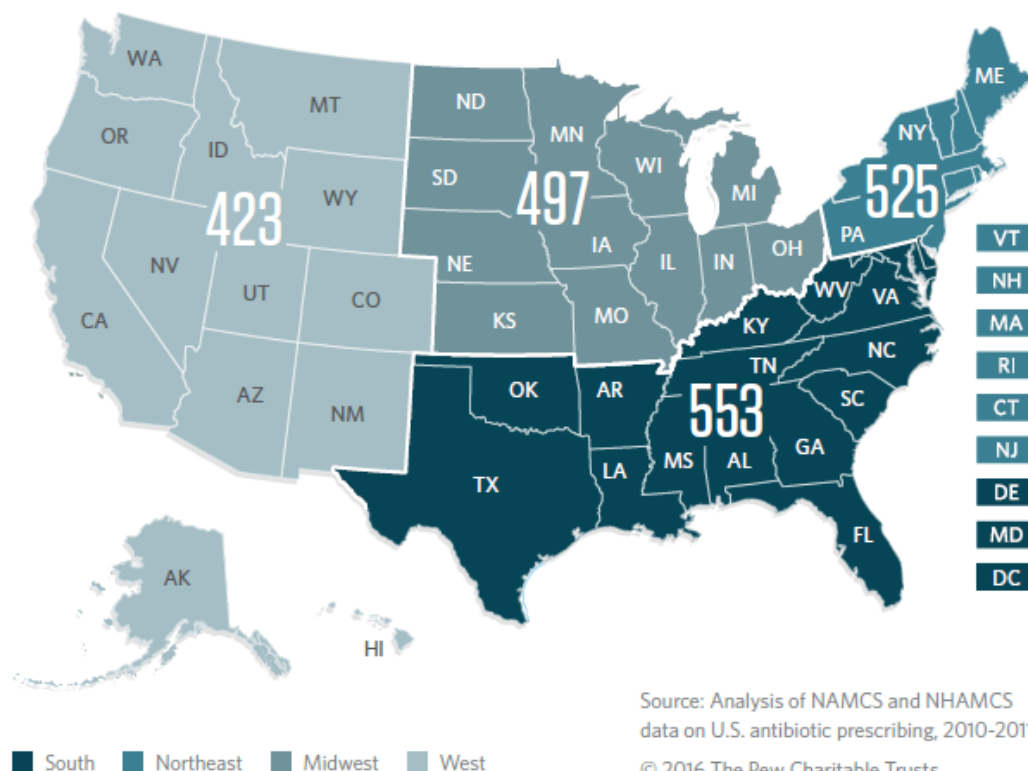 WA
MT
ND
ME
OR
MN
NY
ID
SD
WI
MI
WY
423
497
525
PA
NV
NE
IA
OH
VT
IL
IN
UT
CO
WV
VA
NH
CA
KS
MO
KY
MA
NC
TN
RI
AZ
NM
OK
AR
553
SC
CT
GA
NJ
TX
LA
MS
AL
DE
FL
MD
AK
DC
HI
Source: Analysis of NAMCS and NHAMCS
data on U.S. antibiotic prescribing, 2010-2011
South
Northeast
Midwest
West
© 2016 The Pew Charitable Trusts